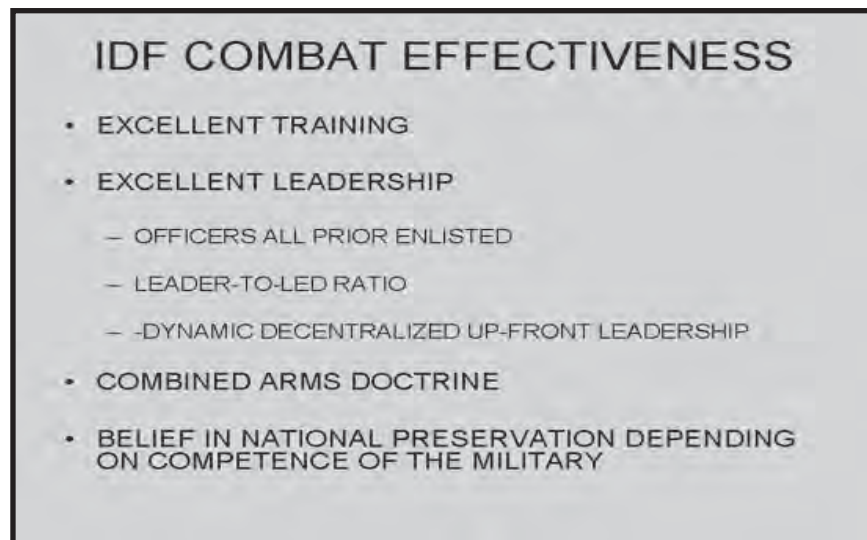 IDF COMBAT EFFECTIVENESS
• EXCELLENT TRAINING
• EXCELLENT LEADERSHIP
– OFFICERS ALL PRIOR ENLISTED
– LEADER-TO-LED RATIO
– -DYNAMIC DECENTRALIZED UP-FRONT LEADERSHIP
• COMBINED ARMS DOCTRINE
• BELIEF IN NATIONAL PRESERVATION DEPENDING
ON COMPETENCE OF THE MILITARY